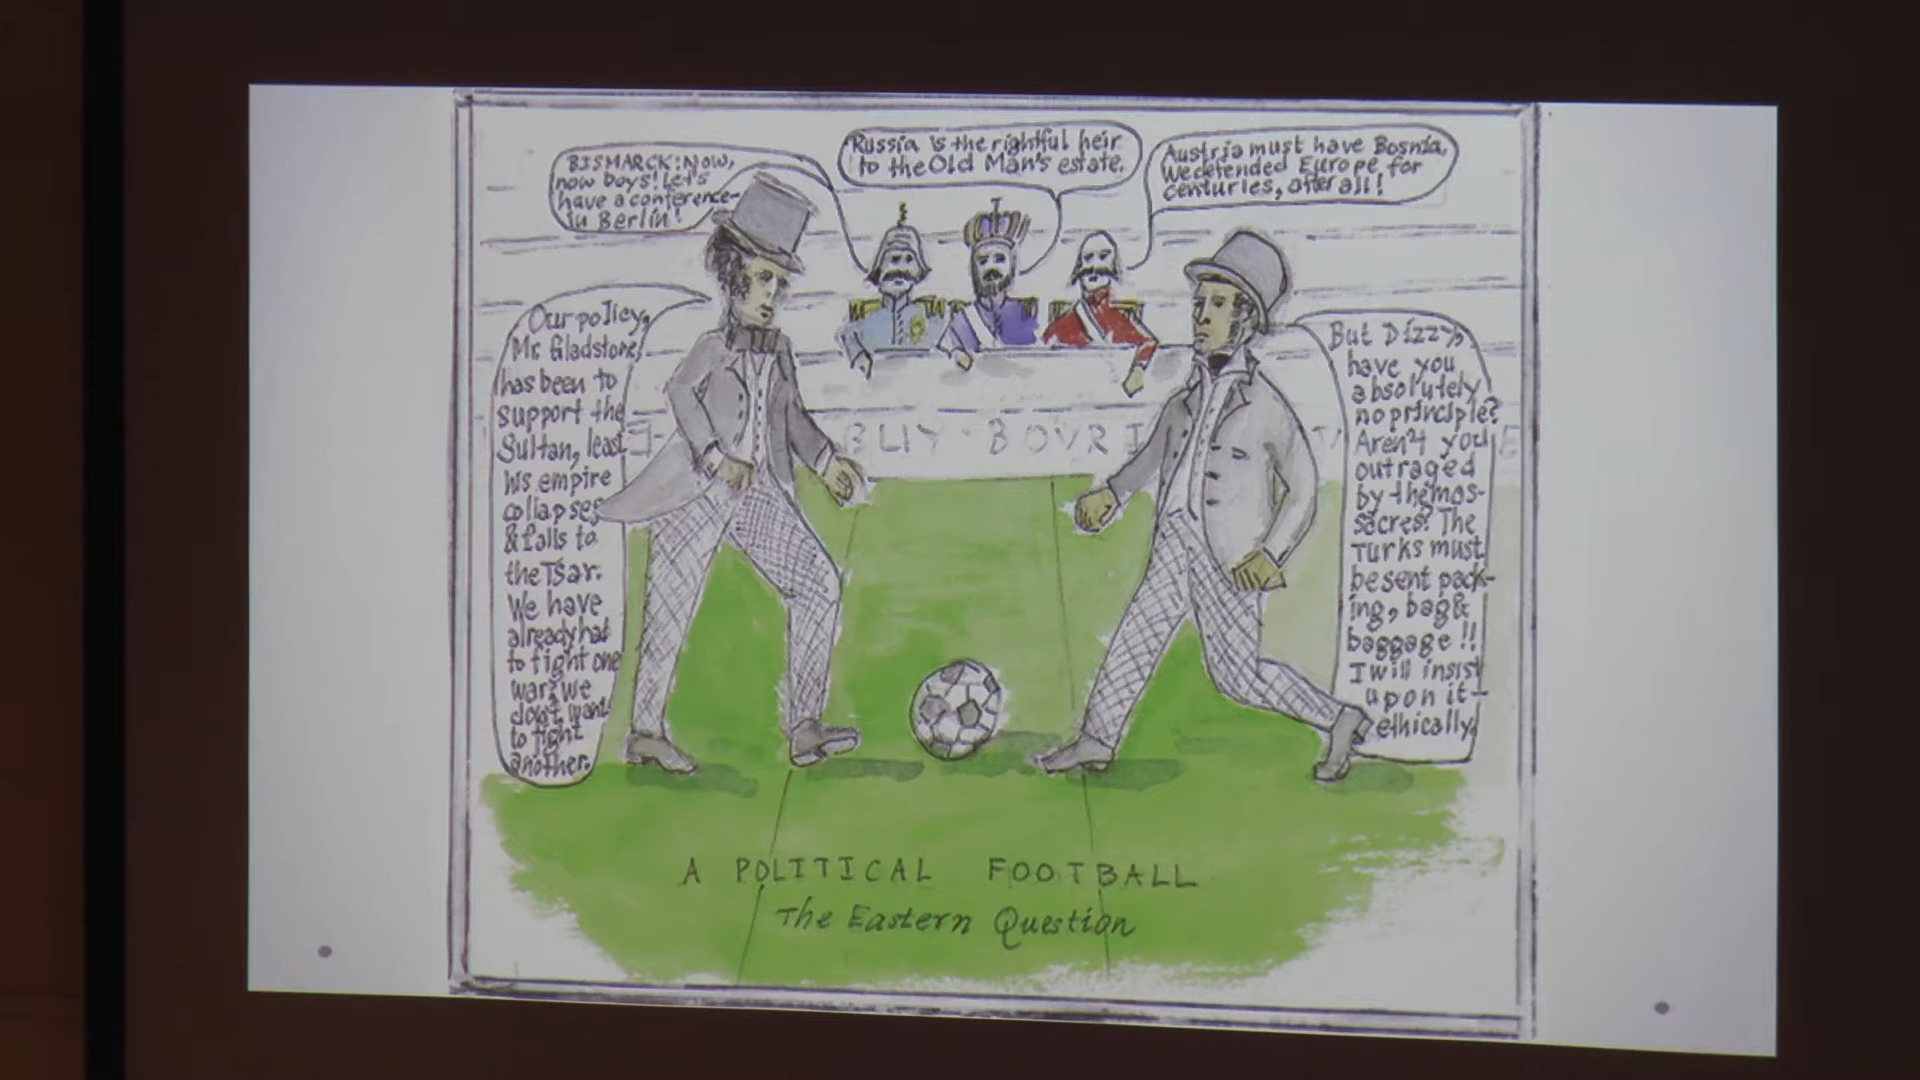 BISMARCK: Now,
now boys! Let's
have a conference-
in Berlin!
Russia is the rightful heir
to the Old Man's estate.
Austria must have Bosnia,
We defended Europe for
centuries, after all!
Our policy,
Mr Gladstone,
has been to
support the
Sultan, least
his empire
collapses
& falls to
the Tsar.
We have
already had
to fight one
war; we
don't want
to fight
another.
But Dizzy,
have you
absolutely
no principle?
Aren't you
outraged
by the mas-
sacres? The
Turks must
be sent pack-
ing, bag &
baggage!!
I will insist
upon it-
ethically
BOVRI
A POLITICAL FOOTBALL
The Eastern Question